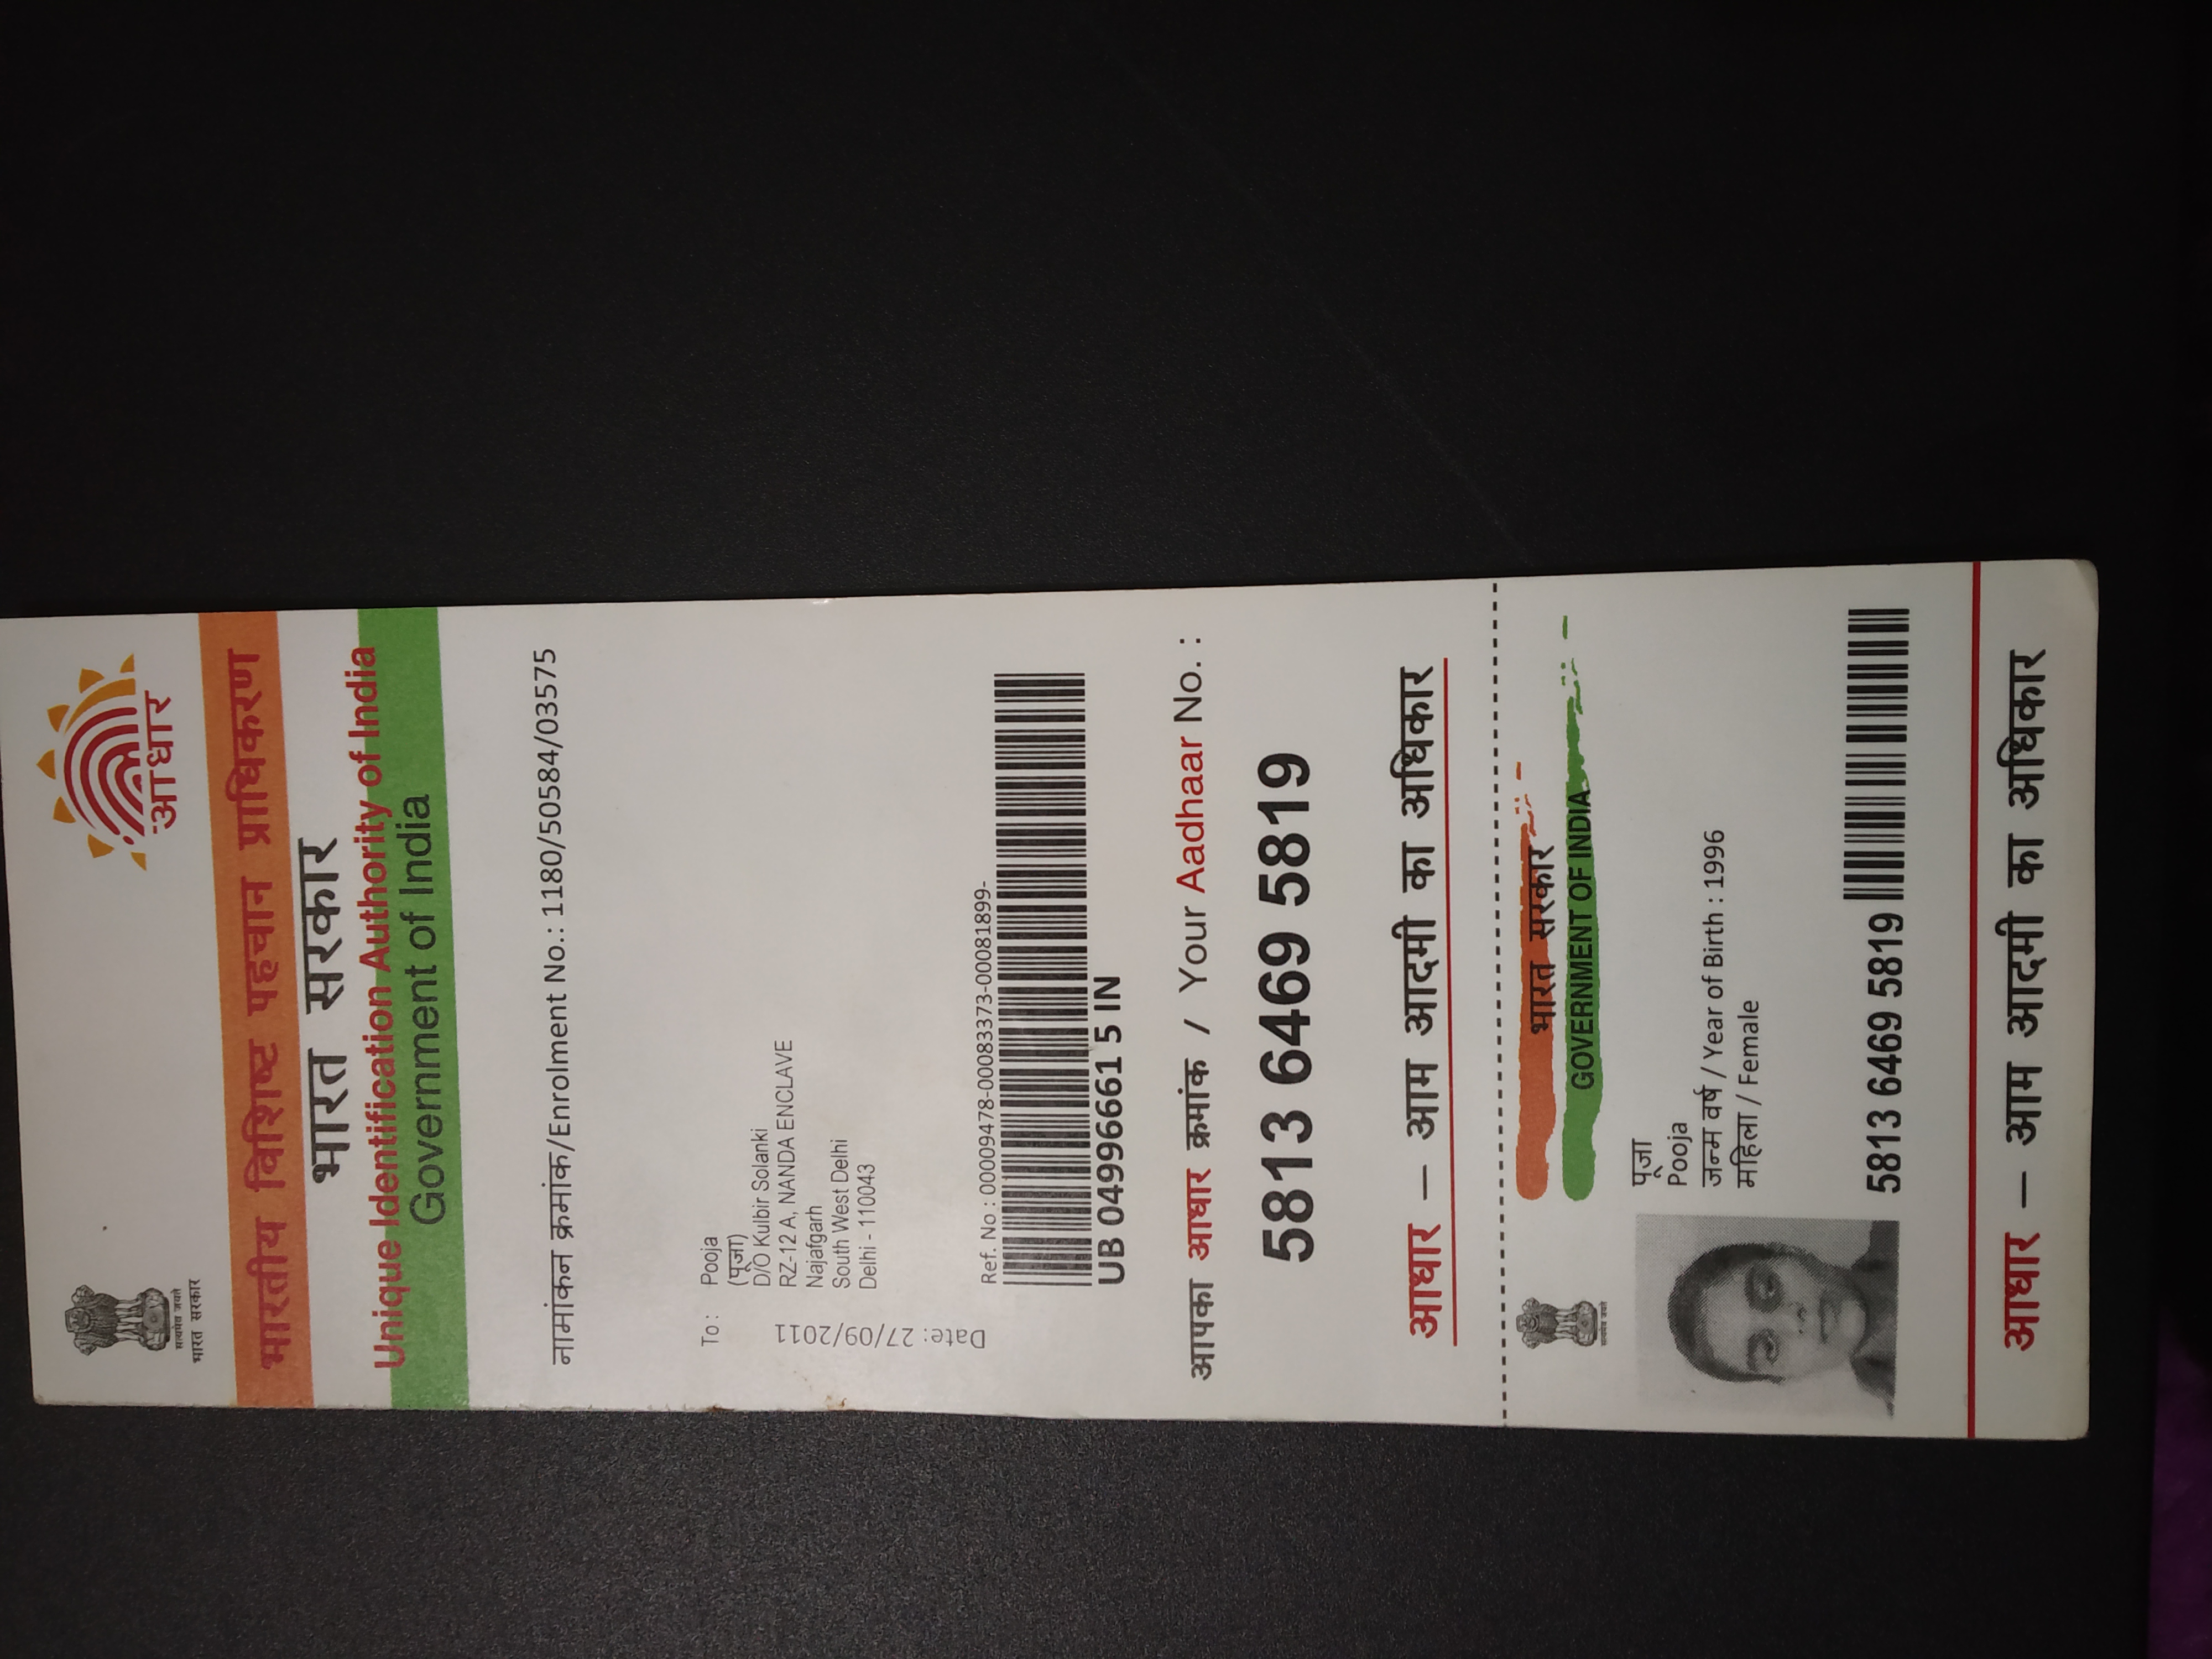 सत्यमेव जयते
भारत सरकार
आधार
भारतीय विशिष्ट पहचान प्राधिकरण
भारत सरकार
Unique Identification Authority of India
Government of India
नामांकन क्रमांक/Enrolment No.: 1180/50584/03575
To :
Pooja
(पूजा)
D/O Kulbir Solanki
RZ-12 A, NANDA ENCLAVE
Najafgarh
South West Delhi
Delhi - 110043
Date: 27/09/2011
Ref. No : 00009478-00083373-00081899-
UB 04996661 5 IN
आपका आधार क्रमांक / Your Aadhaar No. :
5813 6469 5819
आधार — आम आदमी का अधिकार
सत्यमेव जयते
भारत सरकार
GOVERNMENT OF INDIA
पूजा
Pooja
जन्म वर्ष / Year of Birth : 1996
महिला / Female
5813 6469 5819
आधार — आम आदमी का अधिकार